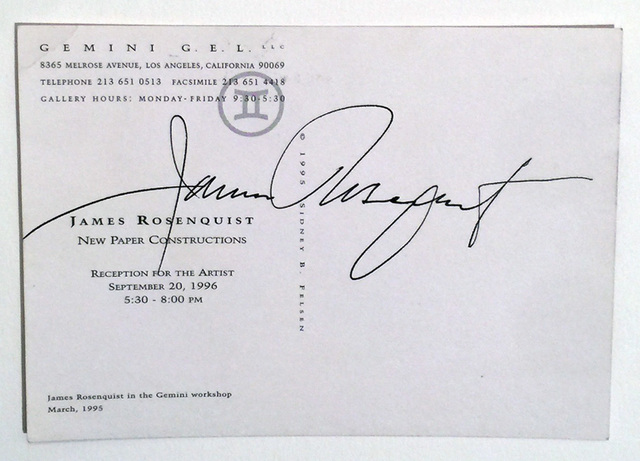 GEMINI G.E.L. LLC
8365 MELROSE AVENUE, LOS ANGELES, CALIFORNIA 90069
TELEPHONE 213 651 0513 FACSIMILE 213 651 4418
GALLERY HOURS: MONDAY-FRIDAY 9:30-5:30
© 1995 SIDNEY B. FELSEN
James Rosenquist
JAMES ROSENQUIST
NEW PAPER CONSTRUCTIONS
RECEPTION FOR THE ARTIST
SEPTEMBER 20, 1996
5:30 - 8:00 PM
James Rosenquist in the Gemini workshop
March, 1995